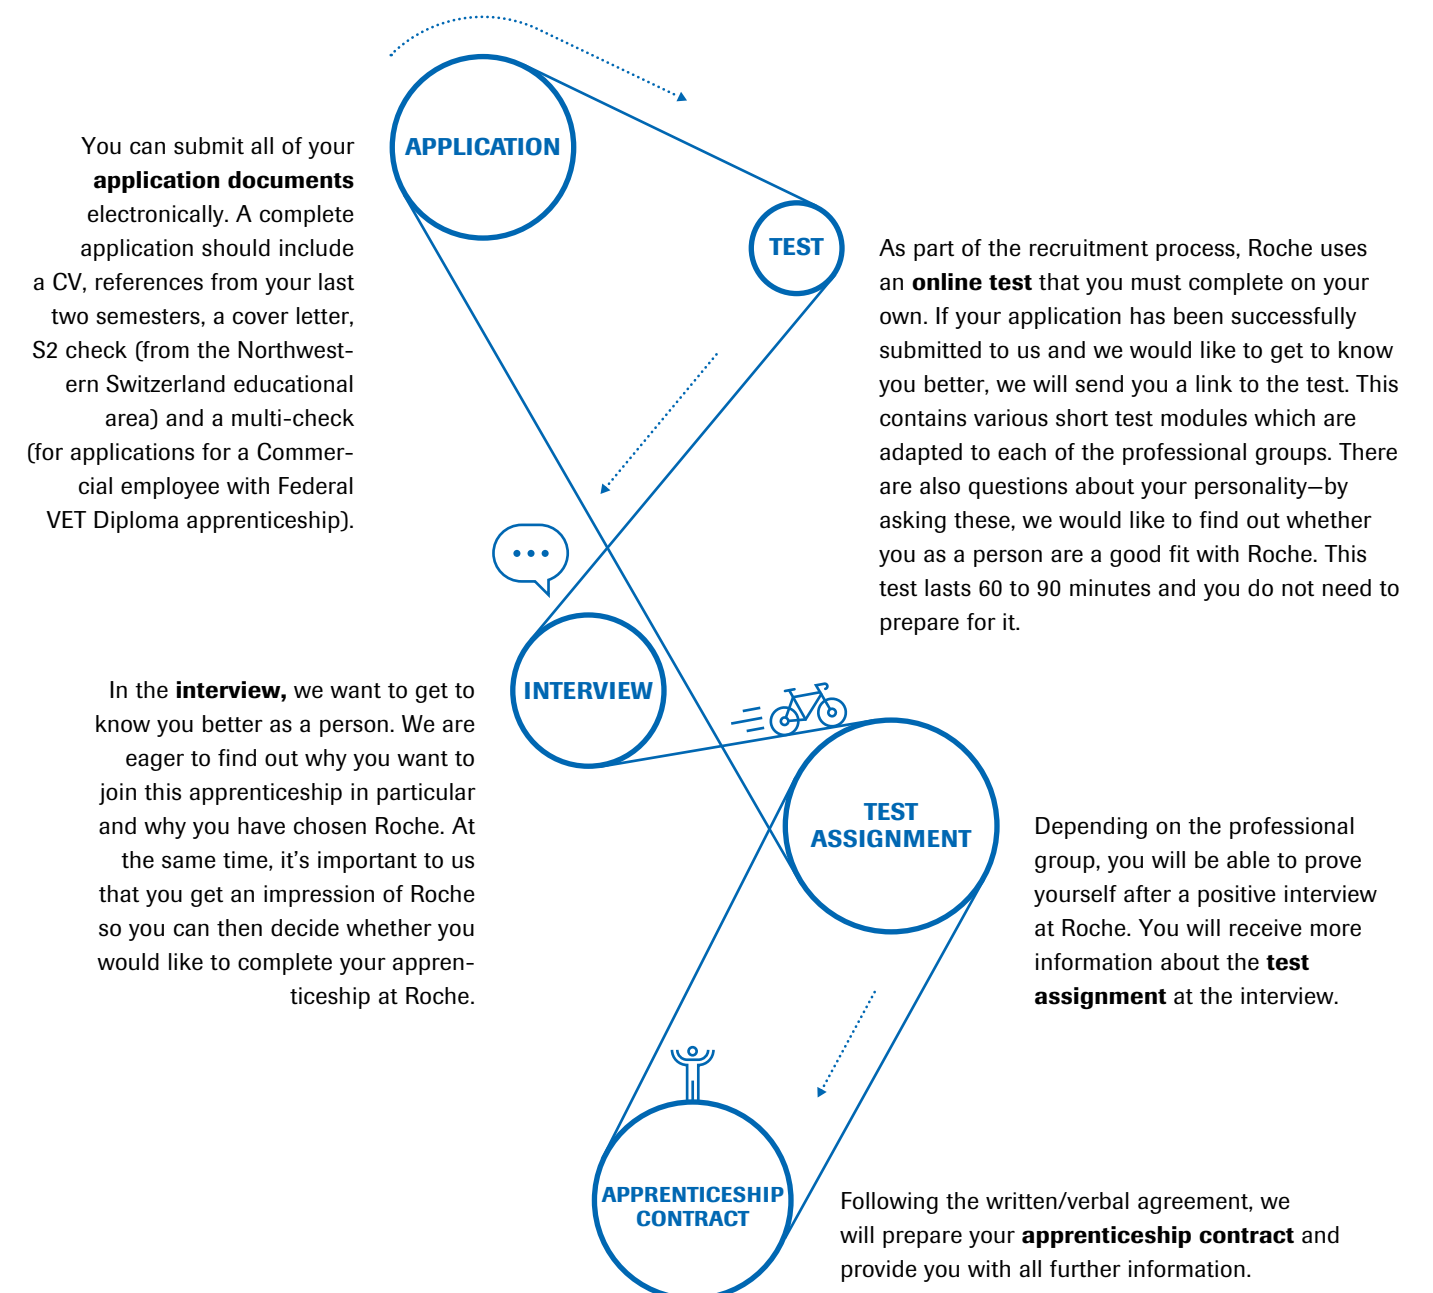 APPLICATION
You can submit all of your
application documents
electronically. A complete
application should include
a CV, references from your last
two semesters, a cover letter,
S2 check (from the Northwest-
ern Switzerland educational
area) and a multi-check
(for applications for a Commer-
cial employee with Federal
VET Diploma apprenticeship).
TEST
As part of the recruitment process, Roche uses
an online test that you must complete on your
own. If your application has been successfully
submitted to us and we would like to get to know
you better, we will send you a link to the test. This
contains various short test modules which are
adapted to each of the professional groups. There
are also questions about your personality—by
asking these, we would like to find out whether
you as a person are a good fit with Roche. This
test lasts 60 to 90 minutes and you do not need to
prepare for it.
INTERVIEW
In the interview, we want to get to
know you better as a person. We are
eager to find out why you want to
join this apprenticeship in particular
and why you have chosen Roche. At
the same time, it’s important to us
that you get an impression of Roche
so you can then decide whether you
would like to complete your appren-
ticeship at Roche.
TEST
ASSIGNMENT
Depending on the professional
group, you will be able to prove
yourself after a positive interview
at Roche. You will receive more
information about the test
assignment at the interview.
APPRENTICESHIP
CONTRACT
Following the written/verbal agreement, we
will prepare your apprenticeship contract and
provide you with all further information.